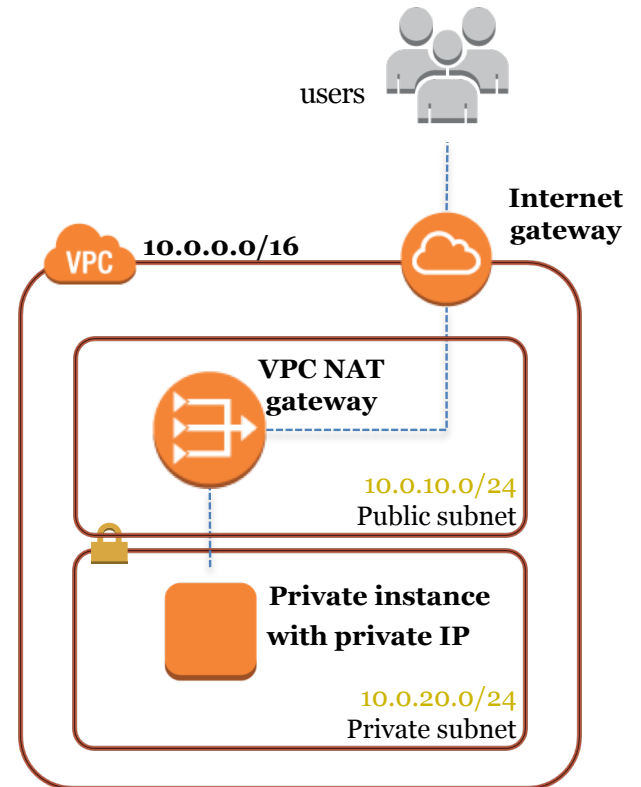 users
Internet
gateway
VPC
10.0.0.0/16
VPC NAT
gateway
10.0.10.0/24
Public subnet
Private instance
with private IP
10.0.20.0/24
Private subnet